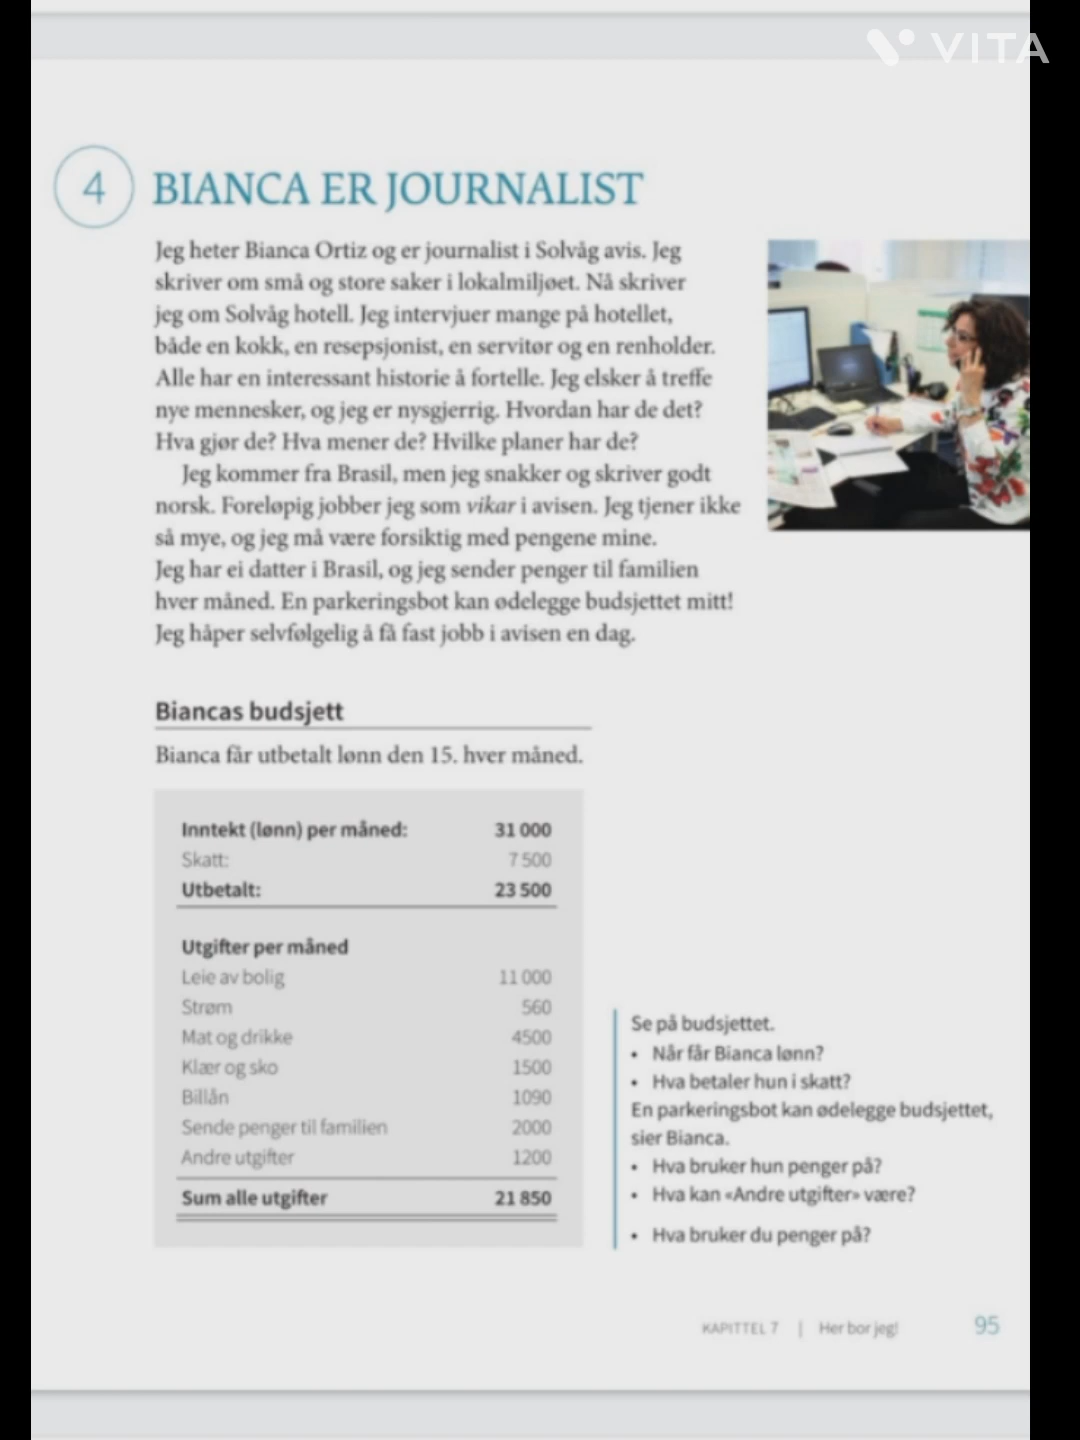 VITA
4 BIANCA ER JOURNALIST
Jeg heter Bianca Ortiz og er journalist i Solvåg avis. Jeg
skriver om små og store saker i lokalmiljøet. Nå skriver
jeg om Solvåg hotell. Jeg intervjuer mange på hotellet,
både en kokk, en resepsjonist, en servitør og en renholder.
Alle har en interessant historie å fortelle. Jeg elsker å treffe
nye mennesker, og jeg er nysgjerrig. Hvordan har de det?
Hva gjør de? Hva mener de? Hvilke planer har de?
Jeg kommer fra Brasil, men jeg snakker og skriver godt
norsk. Foreløpig jobber jeg som vikar i avisen. Jeg tjener ikke
så mye, og jeg må være forsiktig med pengene mine.
Jeg har ei datter i Brasil, og jeg sender penger til familien
hver måned. En parkeringsbot kan ødelegge budsjettet mitt!
Jeg håper selvfølgelig å få fast jobb i avisen en dag.
Biancas budsjett
Bianca får utbetalt lønn den 15. hver måned.
Inntekt (lønn) per måned: 31 000
Skatt: 7 500
Utbetalt: 23 500
Utgifter per måned
Leie av bolig 11 000
Strøm 560
Mat og drikke 4500
Klær og sko 1500
Billån 1090
Sende penger til familien 2000
Andre utgifter 1200
Sum alle utgifter 21 850
Se på budsjettet.
• Når får Bianca lønn?
• Hva betaler hun i skatt?
En parkeringsbot kan ødelegge budsjettet,
sier Bianca.
• Hva bruker hun penger på?
• Hva kan «Andre utgifter» være?
• Hva bruker du penger på?
KAPITTEL 7 | Her bor jeg! 95